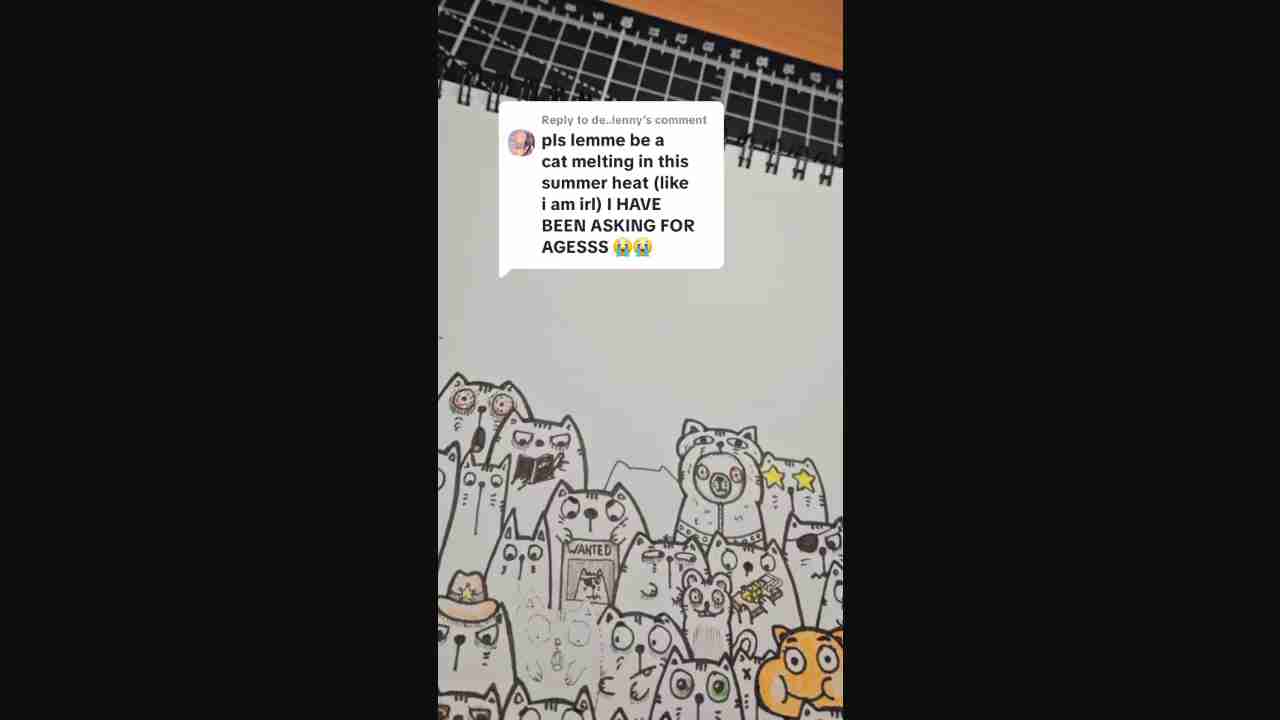 Reply to de..lenny's comment
pls lemme be a
cat melting in this
summer heat (like
i am irl) I HAVE
BEEN ASKING FOR
AGESSS 😭😭
WANTED